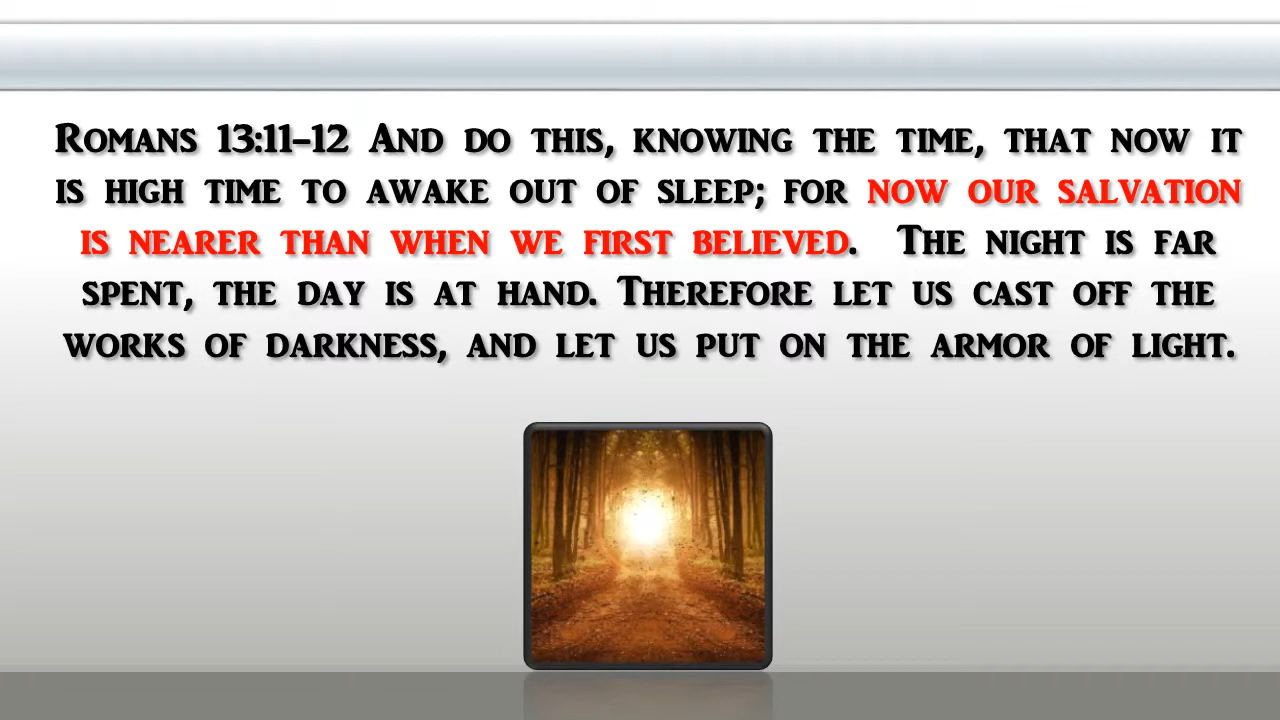 Romans 13:11-12 And do this, knowing the time, that now it
is high time to awake out of sleep; for now our salvation
is nearer than when we first believed. The night is far
spent, the day is at hand. Therefore let us cast off the
works of darkness, and let us put on the armor of light.